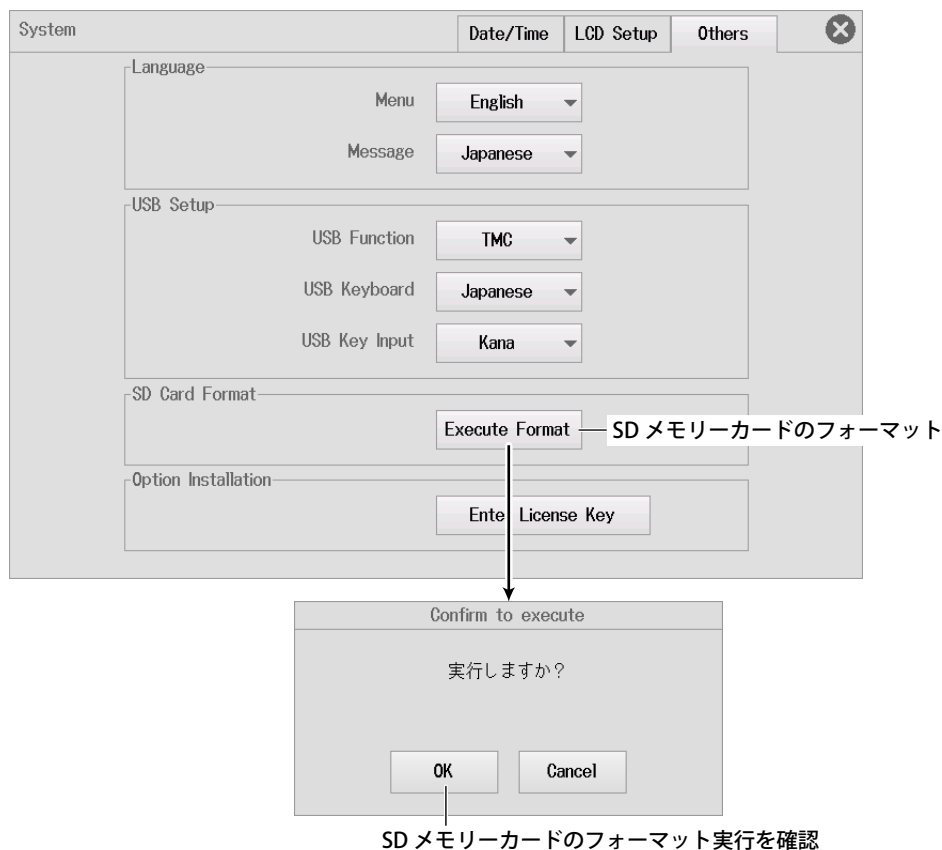 System Date/Time LCD Setup Others
Language
Menu English
Message Japanese
USB Setup
USB Function TMC
USB Keyboard Japanese
USB Key Input Kana
SD Card Format
Execute Format SD メモリーカードのフォーマット
Option Installation
Enter License Key
Confirm to execute
実行しますか?
OK Cancel
SD メモリーカードのフォーマット実行を確認